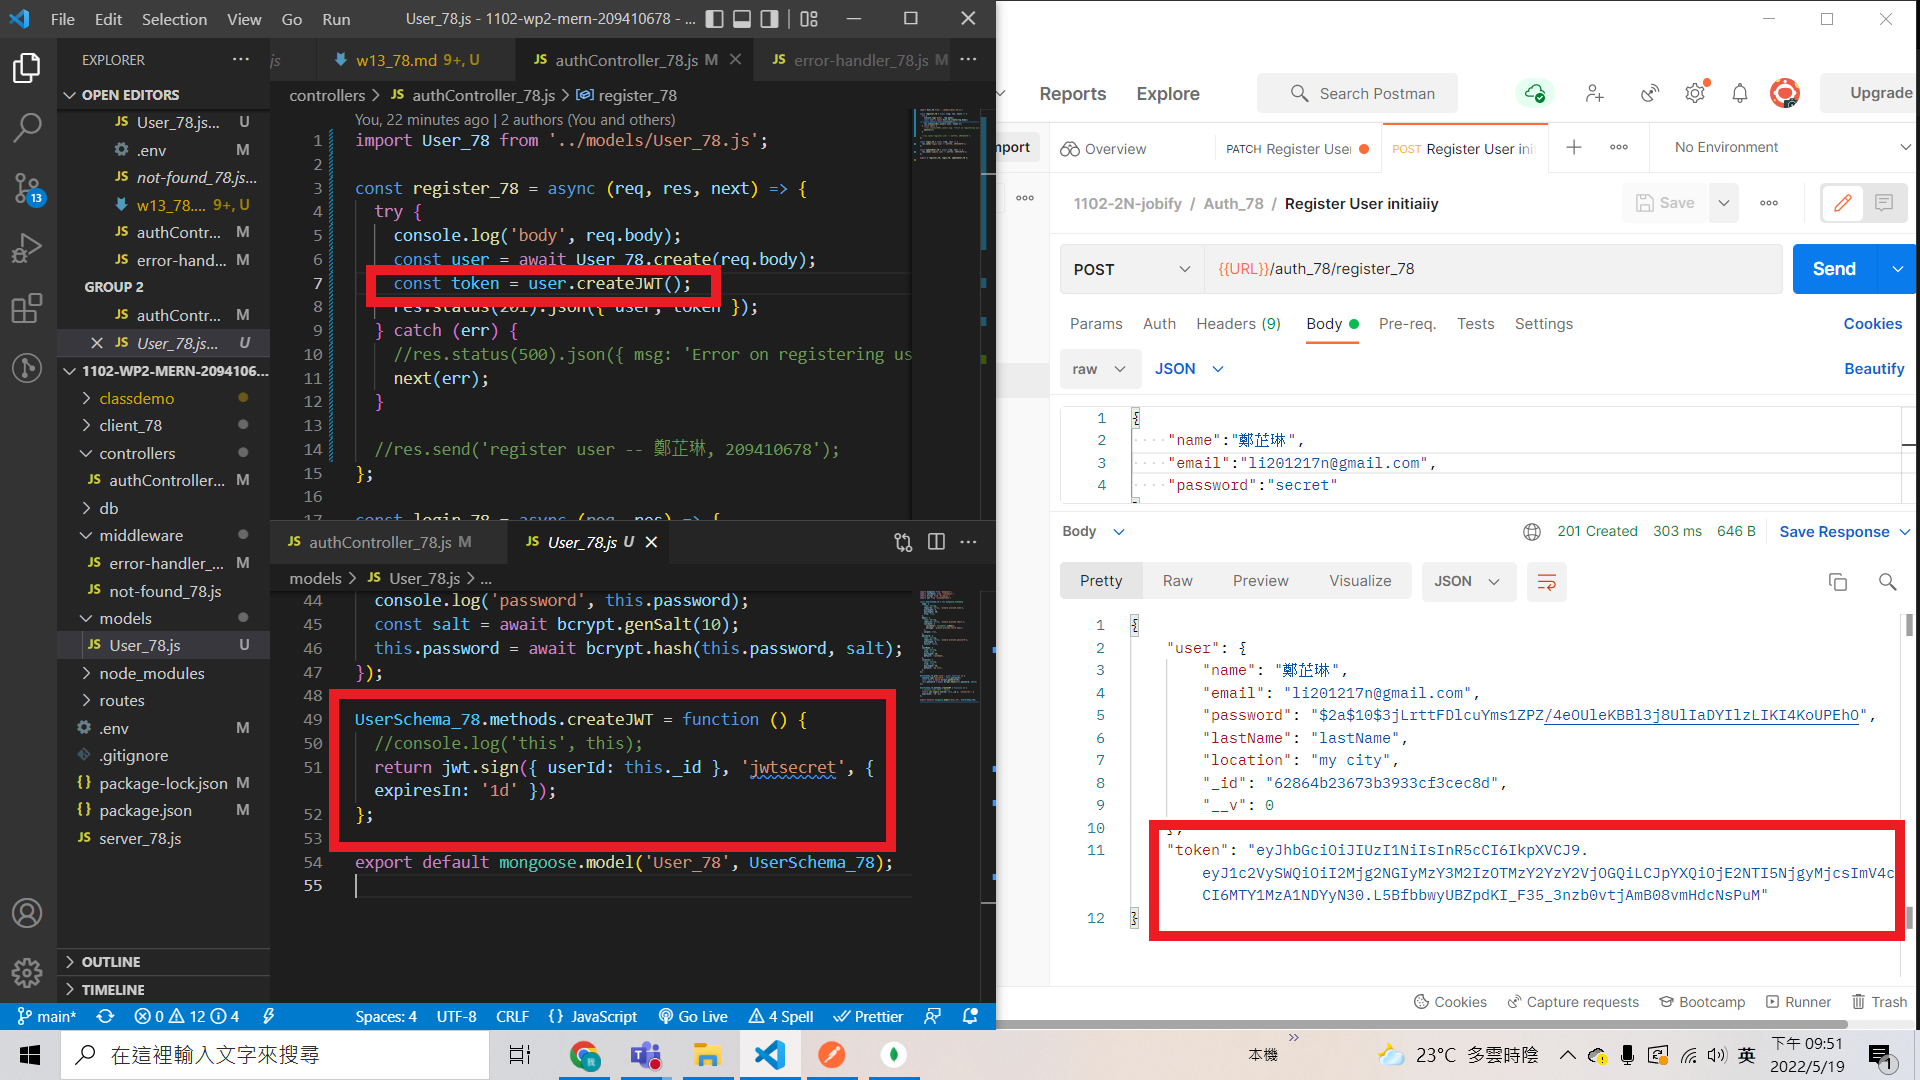 File Edit Selection View Go Run User_78.js - 1102-wp2-mern-209410678 - ...
EXPLORER
OPEN EDITORS
User_78.js... U
.env M
not-found_78.js...
w13_78.... 9+, U
authContr... M
error-hand... M
GROUP 2
authContr... M
User_78.js... U
1102-WP2-MERN-2094106...
classdemo
client_78
controllers
authController... M
db
middleware
error-handler_... M
not-found_78.js
models
User_78.js U
node_modules
routes
.env M
.gitignore
package-lock.json M
package.json M
server_78.js
OUTLINE
TIMELINE
13
js w13_78.md 9+, U authController_78.js M error-handler_78.js M
controllers > JS authController_78.js > register_78
You, 22 minutes ago | 2 authors (You and others)
1 import User_78 from '../models/User_78.js';
2
3 const register_78 = async (req, res, next) => {
4 try {
5 console.log('body', req.body);
6 const user = await User_78.create(req.body);
7 const token = user.createJWT();
8 res.status(201).json({ user, token });
9 } catch (err) {
10 //res.status(500).json({ msg: 'Error on registering us
11 next(err);
12 }
13
14 //res.send('register user -- 鄭芷琳, 209410678');
15 };
16
17 const login_78 = async (req, res) => {
JS authController_78.js M JS User_78.js U
models > JS User_78.js > ...
44 console.log('password', this.password);
45 const salt = await bcrypt.genSalt(10);
46 this.password = await bcrypt.hash(this.password, salt);
47 });
48
49 UserSchema_78.methods.createJWT = function () {
50 //console.log('this', this);
51 return jwt.sign({ userId: this._id }, 'jwtsecret', {
expiresIn: '1d' });
52 };
53
54 export default mongoose.model('User_78', UserSchema_78);
55
main* 0 12 4 Spaces: 4 UTF-8 CRLF {} JavaScript Go Live 4 Spell Prettier
Reports Explore Search Postman Upgrade
mport Overview PATCH Register User POST Register User ini No Environment
1102-2N-jobify / Auth_78 / Register User initiaiiy Save
POST {{URL}}/auth_78/register_78 Send
Params Auth Headers (9) Body Pre-req. Tests Settings Cookies
raw JSON Beautify
1 {
2 "name":"鄭芷琳",
3 "email":"li201217n@gmail.com",
4 "password":"secret"
Body 201 Created 303 ms 646 B Save Response
Pretty Raw Preview Visualize JSON
1 {
2 "user": {
3 "name": "鄭芷琳",
4 "email": "li201217n@gmail.com",
5 "password": "$2a$10$3jLrttFDlcuYms1ZPZ/4eOUleKBBl3j8UlIaDYIlzLIKI4KoUPEhO",
6 "lastName": "lastName",
7 "location": "my city",
8 "_id": "62864b23673b3933cf3cec8d",
9 "__v": 0
10 },
11 "token": "eyJhbGciOiJIUzI1NiIsInR5cCI6IkpXVCJ9.
eyJ1c2VySWQiOiI2Mjg2NGIyMzY3M2IzOTMzY2YzY2VjOGQiLCJpYXQiOjE2NTI5NjgyMjcsImV4c
CI6MTY1MzA1NDYyN30.L5BfbbwyUBZpdKI_F35_3nzb0vtjAmB08vmHdcNsPuM"
12 }
Cookies Capture requests Bootcamp Runner Trash
在這裡輸入文字來搜尋
本機 23°C 多雲時陰 英 下午 09:51
2022/5/19 1